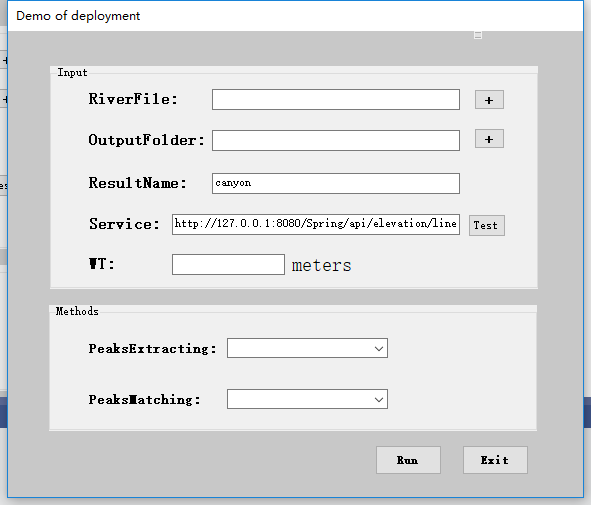 Demo of deployment
Input
RiverFile: +
OutputFolder: +
ResultName: canyon
Service: http://127.0.0.1:8080/Spring/api/elevation/line Test
WT: meters
Methods
PeaksExtracting:
PeaksMatching:
Run Exit